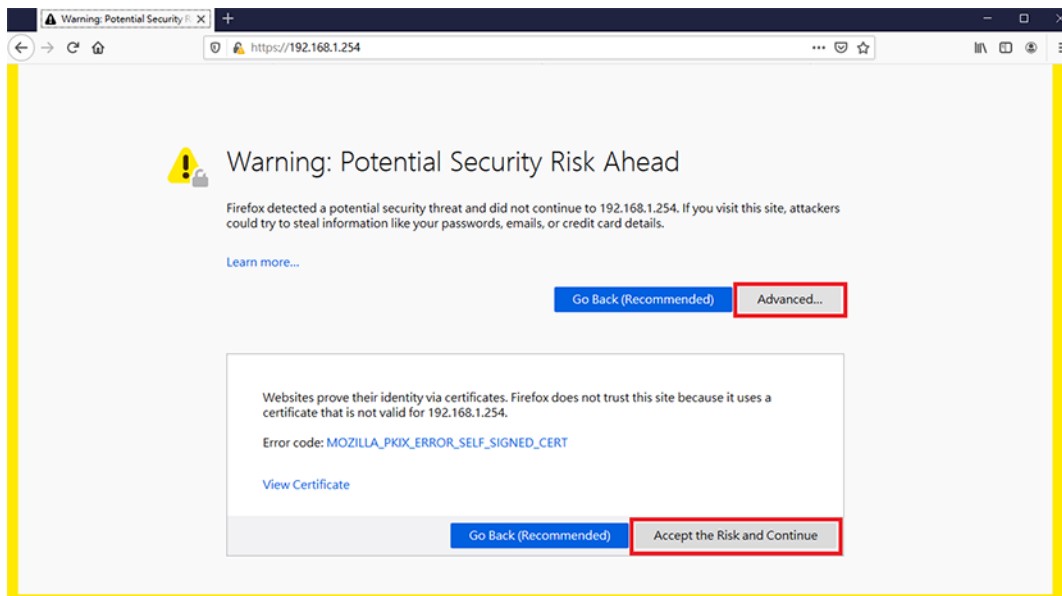 Warning: Potential Security R
https://192.168.1.254
Warning: Potential Security Risk Ahead
Firefox detected a potential security threat and did not continue to 192.168.1.254. If you visit this site, attackers
could try to steal information like your passwords, emails, or credit card details.
Learn more...
Go Back (Recommended) Advanced...
Websites prove their identity via certificates. Firefox does not trust this site because it uses a
certificate that is not valid for 192.168.1.254.
Error code: MOZILLA_PKIX_ERROR_SELF_SIGNED_CERT
View Certificate
Go Back (Recommended) Accept the Risk and Continue